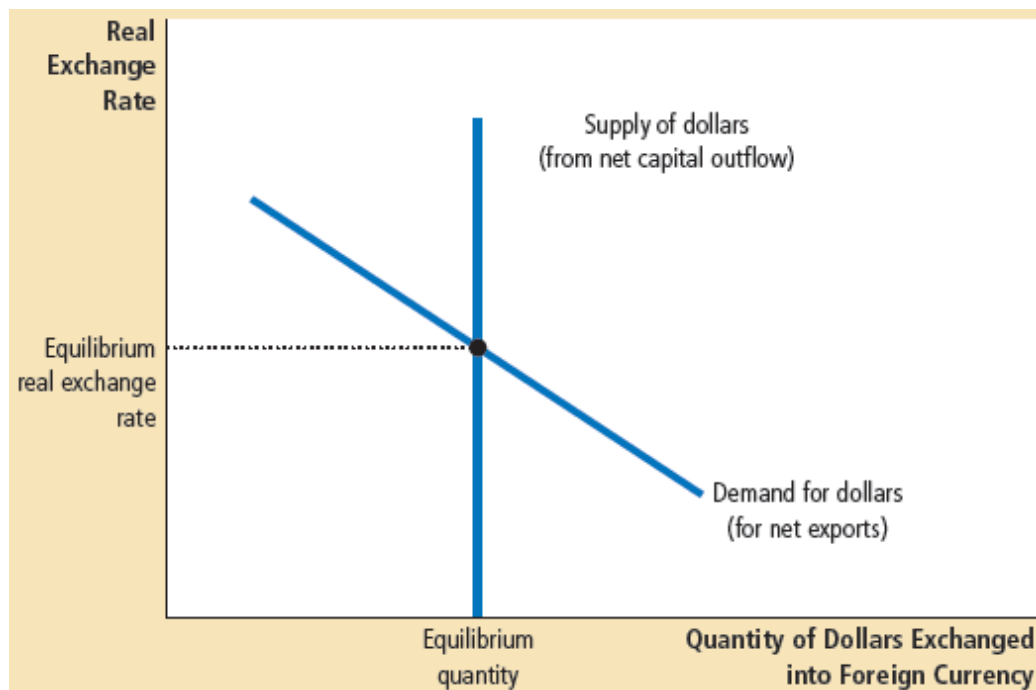 Real
Exchange
Rate
Supply of dollars
(from net capital outflow)
Equilibrium
real exchange
rate
Demand for dollars
(for net exports)
Equilibrium
quantity
Quantity of Dollars Exchanged
into Foreign Currency